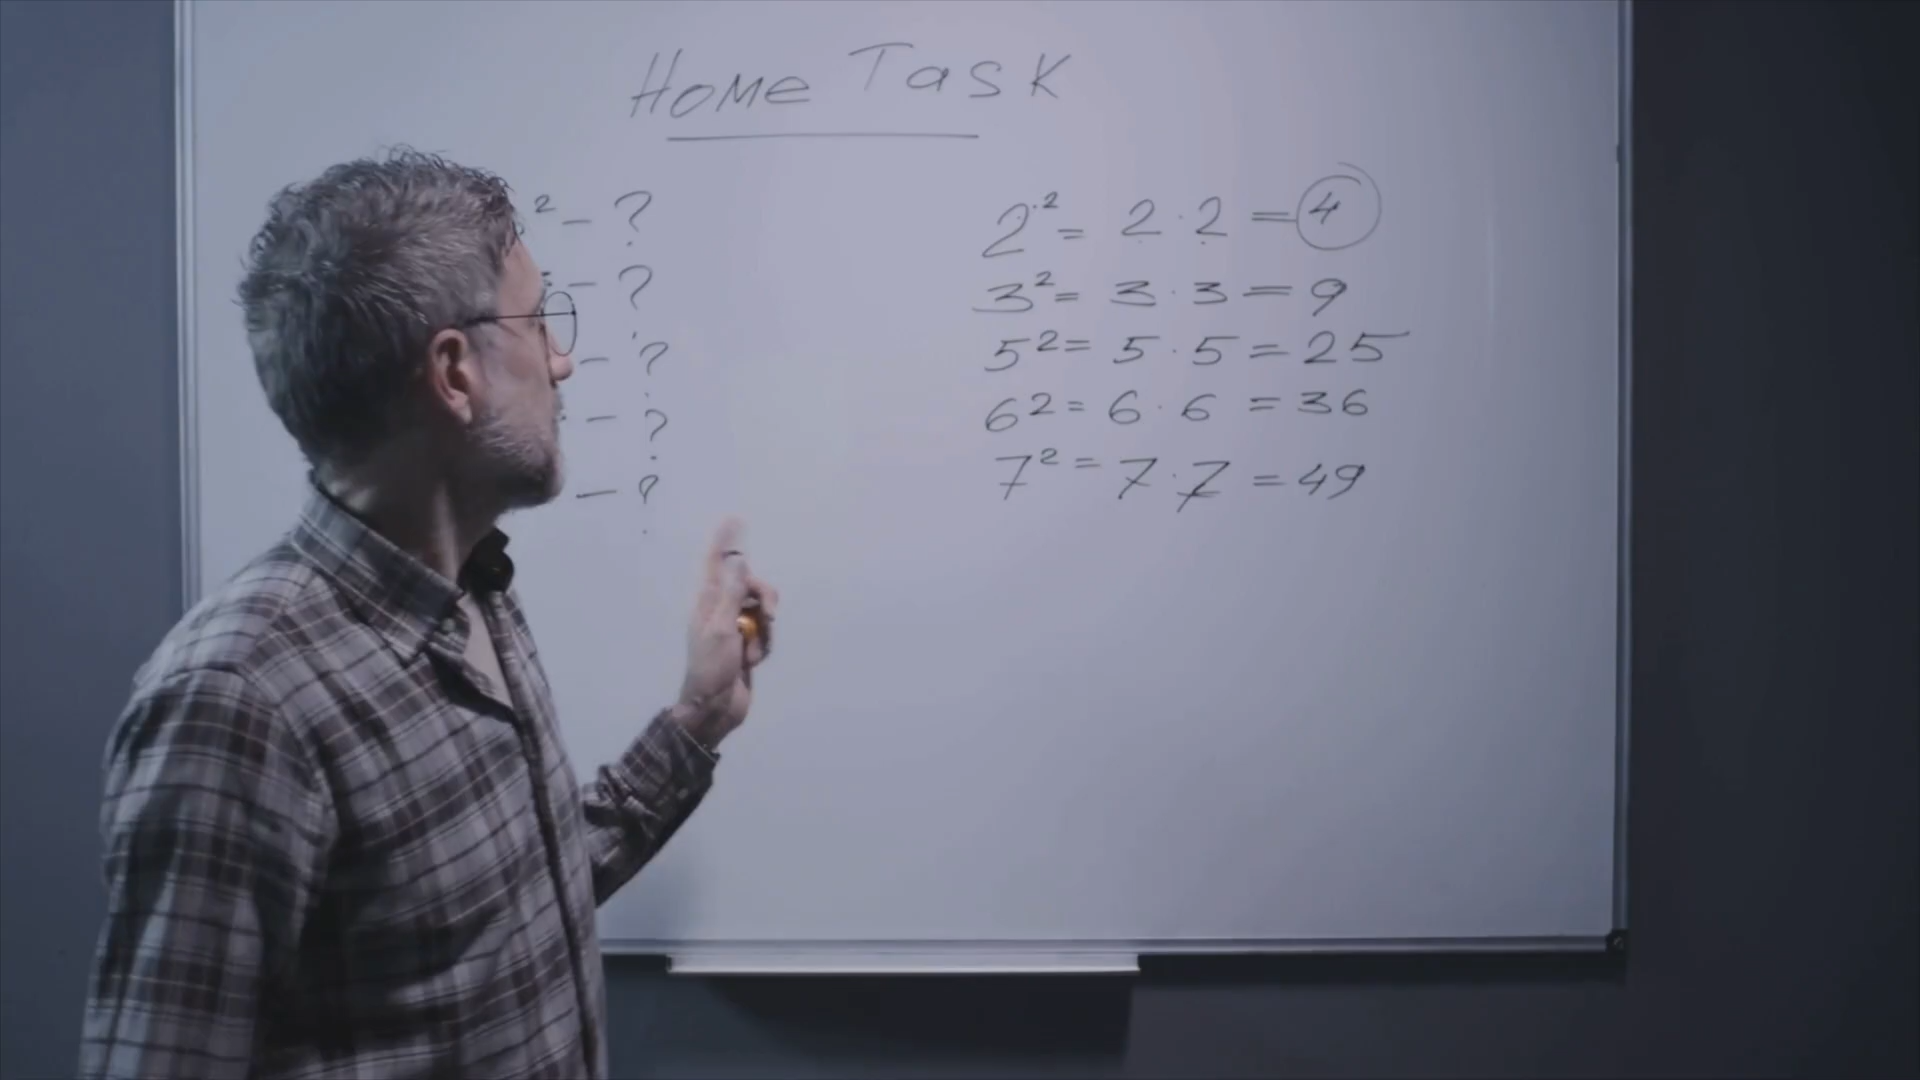 Home Task
² - ?
- ?
- ?
- ?
- ?
2² = 2 · 2 = 4
3² = 3 · 3 = 9
5² = 5 · 5 = 25
6² = 6 · 6 = 36
7² = 7 · 7 = 49